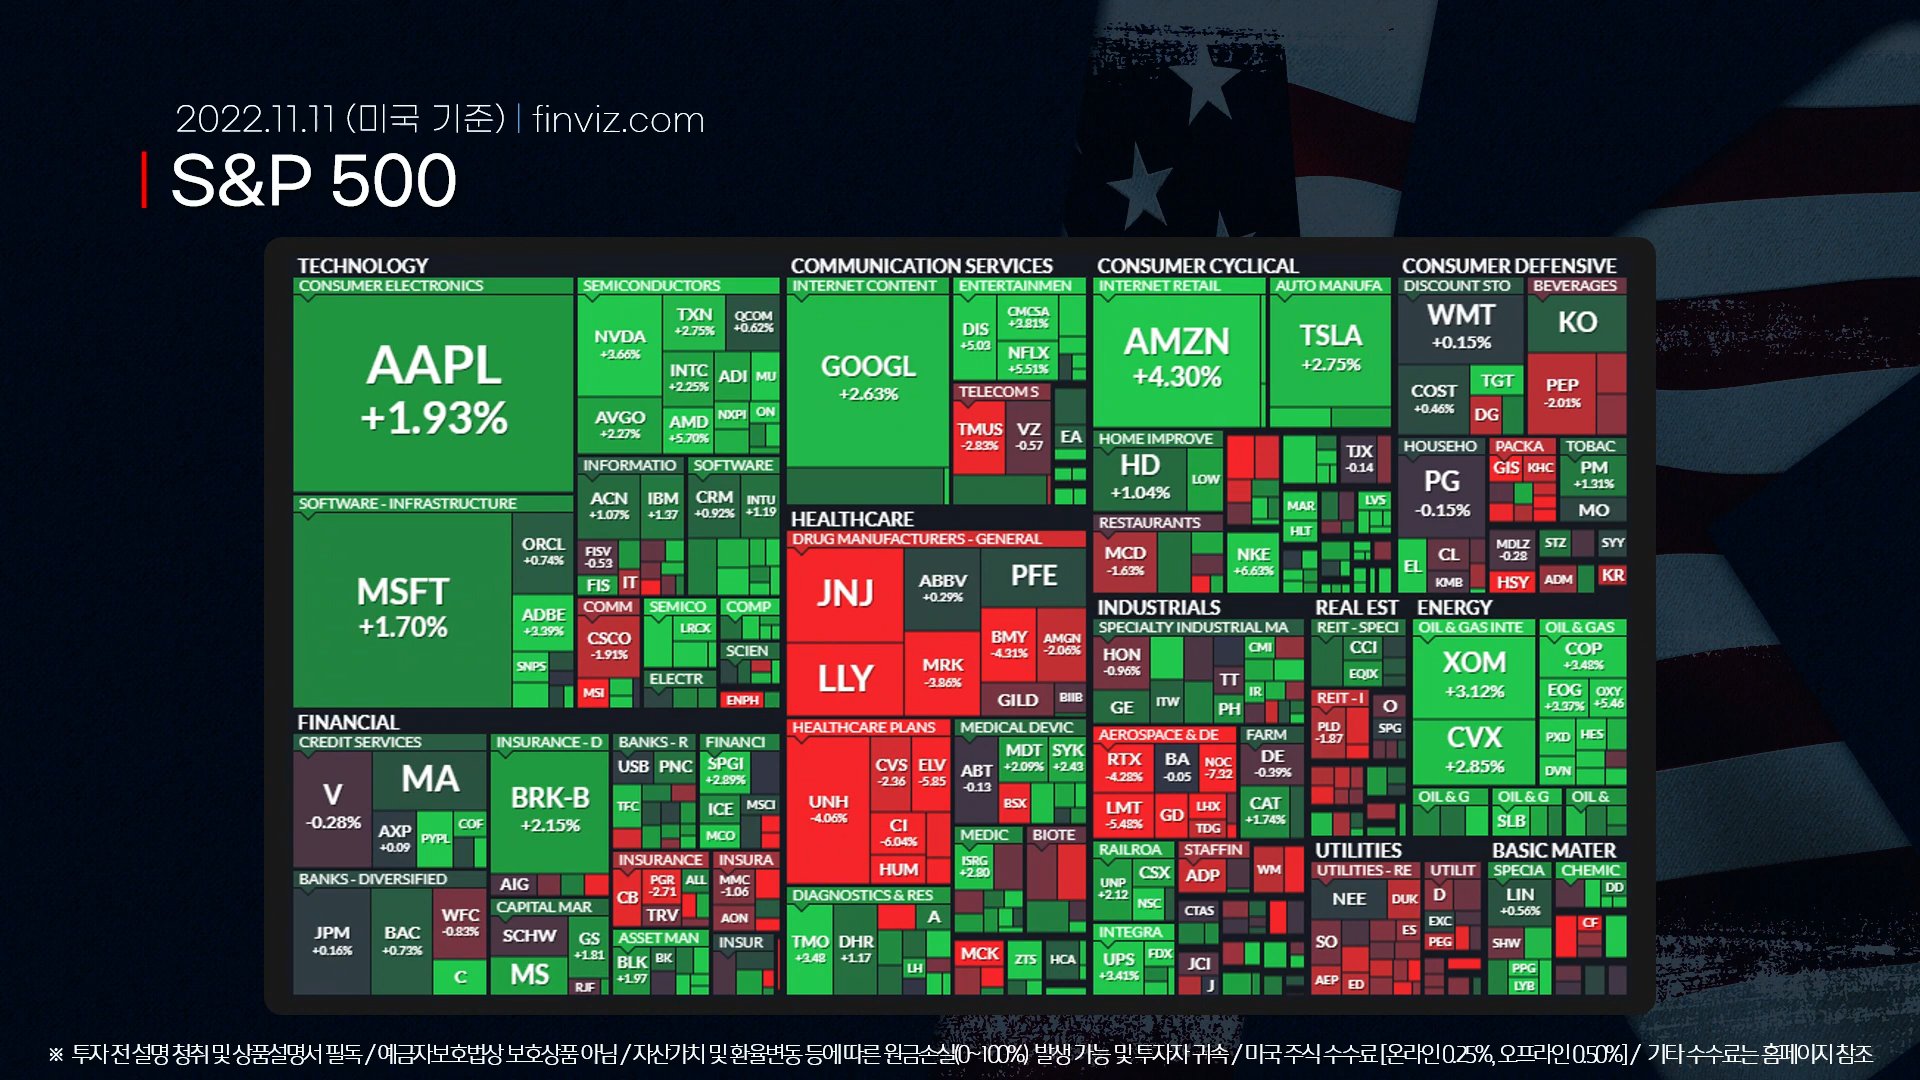 2022.11.11 (미국 기준) | finviz.com
S&P 500
TECHNOLOGY
CONSUMER ELECTRONICS
AAPL
+1.93%
SEMICONDUCTORS
NVDA
+3.66%
TXN
+2.75%
QCOM
+0.62%
INTC
+2.25%
ADI
MU
AVGO
+2.27%
AMD
+5.70%
NXPI
ON
SOFTWARE - INFRASTRUCTURE
MSFT
+1.70%
ORCL
+0.74%
ADBE
+3.39%
SNPS
INFORMATIO
ACN
+1.07%
IBM
+1.37
FISV
-0.53
FIS
IT
SOFTWARE
CRM
+0.92%
INTU
+1.19
COMM
CSCO
-1.91%
MSI
SEMICO
LRCX
COMP
SCIEN
ELECTR
ENPH
COMMUNICATION SERVICES
INTERNET CONTENT
GOOGL
+2.63%
ENTERTAINMEN
DIS
+5.03
CMCSA
+3.81%
NFLX
+5.51%
TELECOM S
TMUS
-2.83%
VZ
-0.57
EA
CONSUMER CYCLICAL
INTERNET RETAIL
AMZN
+4.30%
AUTO MANUFA
TSLA
+2.75%
HOME IMPROVE
HD
+1.04%
LOW
TJX
-0.14
RESTAURANTS
MCD
-1.63%
NKE
+6.63%
MAR
HLT
LVS
CONSUMER DEFENSIVE
DISCOUNT STO
WMT
+0.15%
COST
+0.46%
TGT
DG
BEVERAGES
KO
PEP
-2.01%
HOUSEHO
PG
-0.15%
EL
CL
KMB
PACKA
GIS
KHC
TOBAC
PM
+1.31%
MO
MDLZ
-0.28
HSY
STZ
SYY
ADM
KR
HEALTHCARE
DRUG MANUFACTURERS - GENERAL
JNJ
ABBV
+0.29%
PFE
LLY
MRK
-3.86%
BMY
-4.31%
AMGN
-2.06%
GILD
BIIB
HEALTHCARE PLANS
UNH
-4.06%
CVS
-2.36
ELV
-5.85
CI
-6.04%
HUM
MEDICAL DEVIC
ABT
-0.13
MDT
+2.09%
SYK
+2.43
BSX
MEDIC
ISRG
+2.80
BIOTE
DIAGNOSTICS & RES
TMO
+3.48
DHR
+1.17
A
LH
MCK
ZTS
HCA
FINANCIAL
CREDIT SERVICES
V
-0.28%
MA
AXP
+0.09
PYPL
COF
INSURANCE - D
BRK-B
+2.15%
AIG
BANKS - R
USB
PNC
TFC
FINANCI
SPGI
+2.89%
ICE
MSCI
MCO
BANKS - DIVERSIFIED
JPM
+0.16%
BAC
+0.73%
WFC
-0.83%
C
CAPITAL MAR
SCHW
GS
+1.81
MS
RJF
INSURANCE
CB
PGR
-2.71
ALL
TRV
INSURA
MMC
-1.06
AON
ASSET MAN
BLK
+1.97
BK
INSUR
INDUSTRIALS
SPECIALTY INDUSTRIAL MA
HON
-0.96%
GE
ITW
TT
PH
CMI
IR
AEROSPACE & DE
RTX
-4.28%
BA
-0.05
NOC
-7.32
LMT
-5.48%
GD
LHX
TDG
FARM
DE
-0.39%
CAT
+1.74%
RAILROA
UNP
+2.12
CSX
NSC
STAFFIN
ADP
WM
CTAS
INTEGRA
UPS
+3.41%
FDX
JCI
J
REAL EST
REIT - SPECI
CCI
EQIX
REIT - I
PLD
-1.87
O
SPG
ENERGY
OIL & GAS INTE
XOM
+3.12%
CVX
+2.85%
OIL & GAS
COP
+3.48%
EOG
+3.37%
OXY
+5.46
PXD
HES
DVN
OIL & G
OIL & G
SLB
OIL &
UTILITIES
UTILITIES - RE
NEE
DUK
SO
ES
AEP
ED
UTILIT
D
EXC
PEG
BASIC MATER
SPECIA
LIN
+0.56%
SHW
PPG
LYB
CHEMIC
DD
CF
※ 투자 전 설명 청취 및 상품설명서 필독 / 예금자보호법상 보호상품 아님 / 자산가치 및 환율변동 등에 따른 원금손실(0~100%) 발생 가능 및 투자자 귀속 / 미국 주식 수수료 [온라인 0.25%, 오프라인 0.50%] / 기타 수수료는 홈페이지 참조